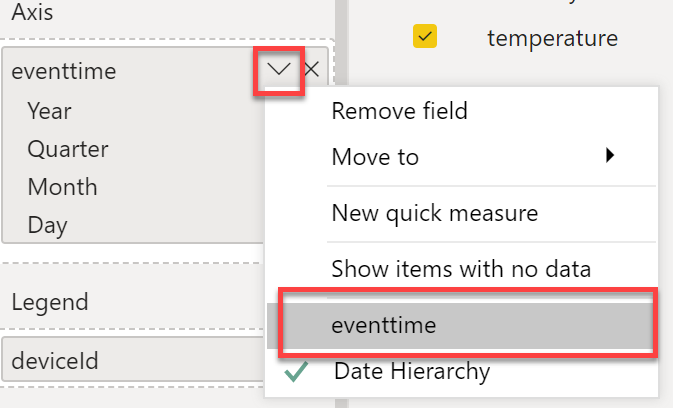 Axis
eventtime
Year
Quarter
Month
Day
Legend
deviceId
temperature
Remove field
Move to
New quick measure
Show items with no data
eventtime
Date Hierarchy